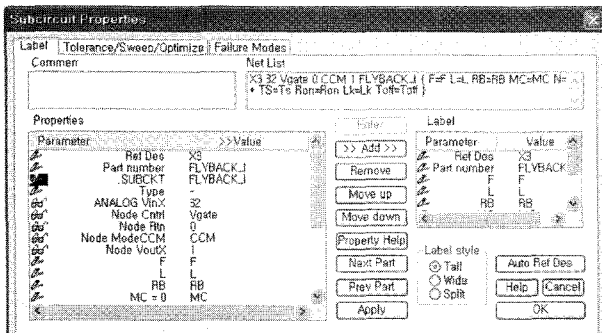 Subcircuit Properties
Label Tolerance/Sweep/Optimize Failure Modes
Commen Net List
X3 32 Vgate 0 CCM 1 FLYBACK_I { F=F L=L RB=RB MC=MC N=
+ TS=Ts Ron=Ron Lk=Lk Toff=Toff }
Properties
Parameter >>Value
Ref Des X3
Part number FLYBACK_I
.SUBCKT FLYBACK_I
Type -
ANALOG VinX 32
Node Cntrl Vgate
Node Rtn 0
Node ModeCCM CCM
Node VoutX 1
F F
L L
RB RB
MC = 0 MC
Enter
>> Add >>
Remove
Move up
Move down
Property Help
Next Part
Prev Part
Apply
Label
Parameter Value
Ref Des X3
Part number FLYBACK
F F
L L
RB RB
Label style
Tall
Wide
Split
Auto Ref Des
Help Cancel
OK